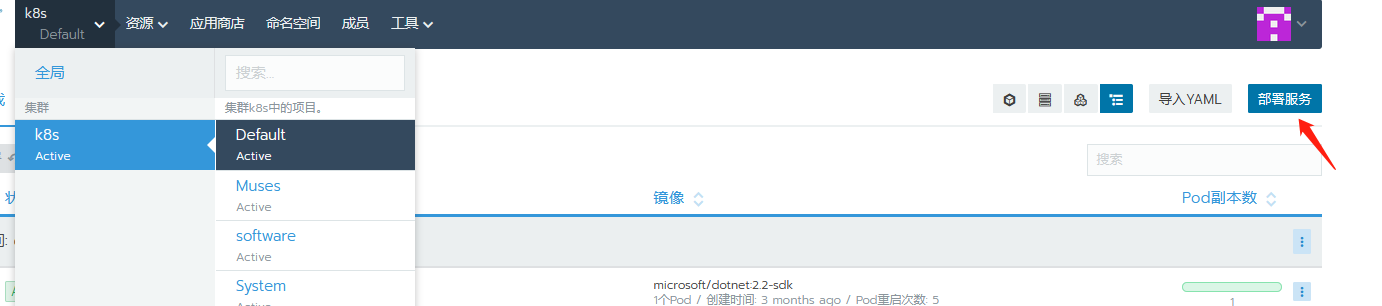 k8s
Default
资源
应用商店
命名空间
成员
工具
全局
搜索...
集群
集群k8s中的项目。
k8s
Active
Default
Active
Muses
Active
software
Active
System
导入YAML
部署服务
搜索
镜像
Pod副本数
microsoft/dotnet:2.2-sdk
1个Pod / 创建时间: 3 months ago / Pod重启次数: 5
1